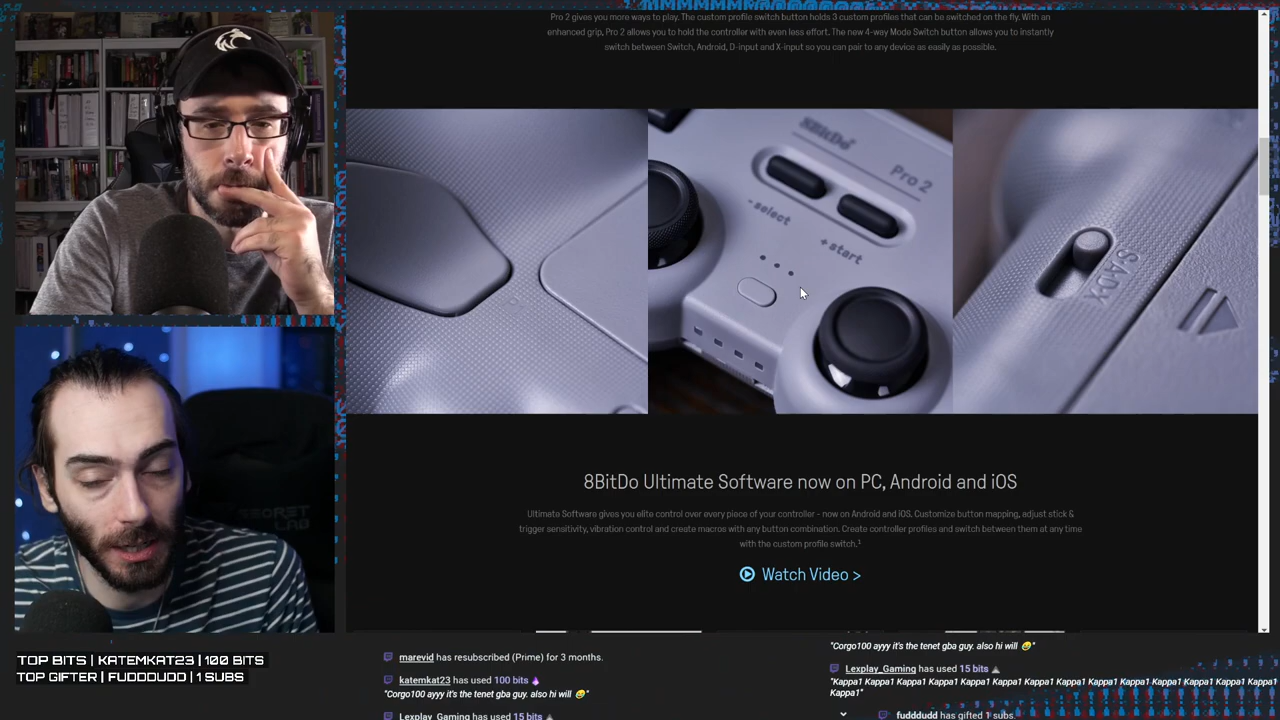 Pro 2 gives you more ways to play. The custom profile switch button holds 3 custom profiles that can be switched on the fly. With an
enhanced grip, Pro 2 allows you to hold the controller with even less effort. The new 4-way Mode Switch button allows you to instantly
switch between Switch, Android, D-input and X-input so you can pair to any device as easily as possible.
8BitDo
Pro 2
-select
+start
SADX
8BitDo Ultimate Software now on PC, Android and iOS
Ultimate Software gives you elite control over every piece of your controller - now on Android and iOS. Customize button mapping, adjust stick &
trigger sensitivity, vibration control and create macros with any button combination. Create controller profiles and switch between them at any time
with the custom profile switch.¹
Watch Video >
SECRET
LAB
TOP BITS | KATEMKAT23 | 100 BITS
TOP GIFTER | FUDDDUDD | 1 SUBS
marevid has resubscribed (Prime) for 3 months.
katemkat23 has used 100 bits
"Corgo100 ayyy it's the tenet gba guy. also hi will 😅"
Lexplay_Gaming has used 15 bits
"Corgo100 ayyy it's the tenet gba guy. also hi will 😅"
Lexplay_Gaming has used 15 bits
"Kappa1 Kappa1 Kappa1 Kappa1 Kappa1 Kappa1 Kappa1 Kappa1 Kappa1 Kappa1 Kappa1 Kappa1 Kappa1 Kappa1
Kappa1"
fudddudd has gifted 1 subs.